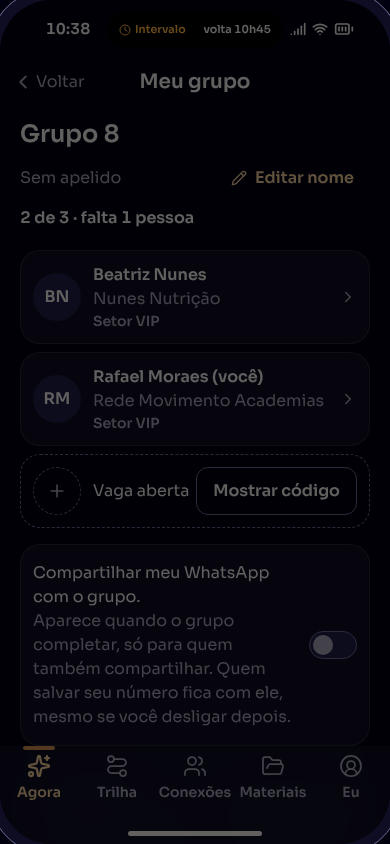 10:38
Intervalo volta 10h45
Voltar
Meu grupo
Grupo 8
Sem apelido
Editar nome
2 de 3 · falta 1 pessoa
BN
Beatriz Nunes
Nunes Nutrição
Setor VIP
RM
Rafael Moraes (você)
Rede Movimento Academias
Setor VIP
Vaga aberta
Mostrar código
Compartilhar meu WhatsApp
com o grupo.
Aparece quando o grupo
completar, só para quem
também compartilhar. Quem
salvar seu número fica com ele,
mesmo se você desligar depois.
Agora
Trilha
Conexões
Materiais
Eu